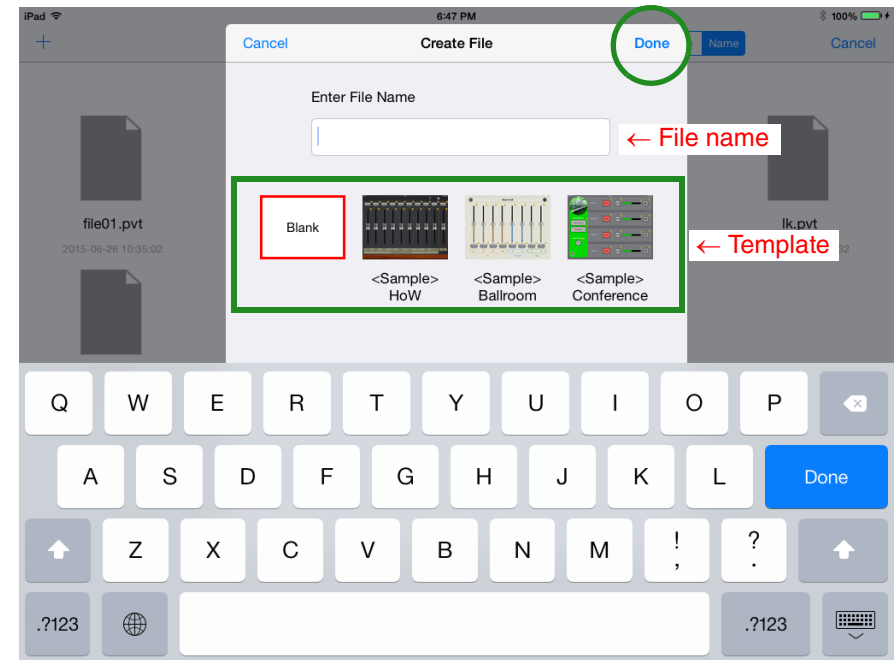 iPad 6:47 PM 100%
Cancel Create File Done Name Cancel
Enter File Name
← File name
Blank
file01.pvt
lk.pvt
2015-06-26 10:35:02
32
← Template
<Sample> <Sample> <Sample>
HoW Ballroom Conference
Q W E R T Y U I O P
A S D F G H J K L Done
Z X C V B N M ! ?
, .
.?123 .?123